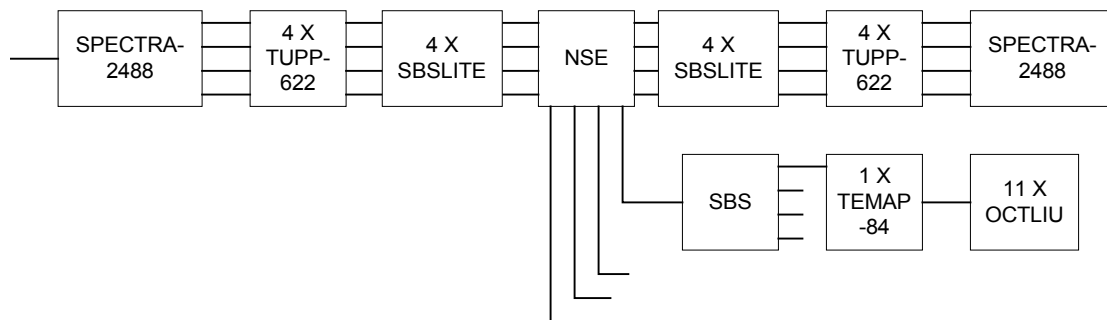 SPECTRA-
2488
4 X
TUPP-
622
4 X
SBSLITE
NSE
4 X
SBSLITE
4 X
TUPP-
622
SPECTRA-
2488
SBS
1 X
TEMAP
-84
11 X
OCTLIU